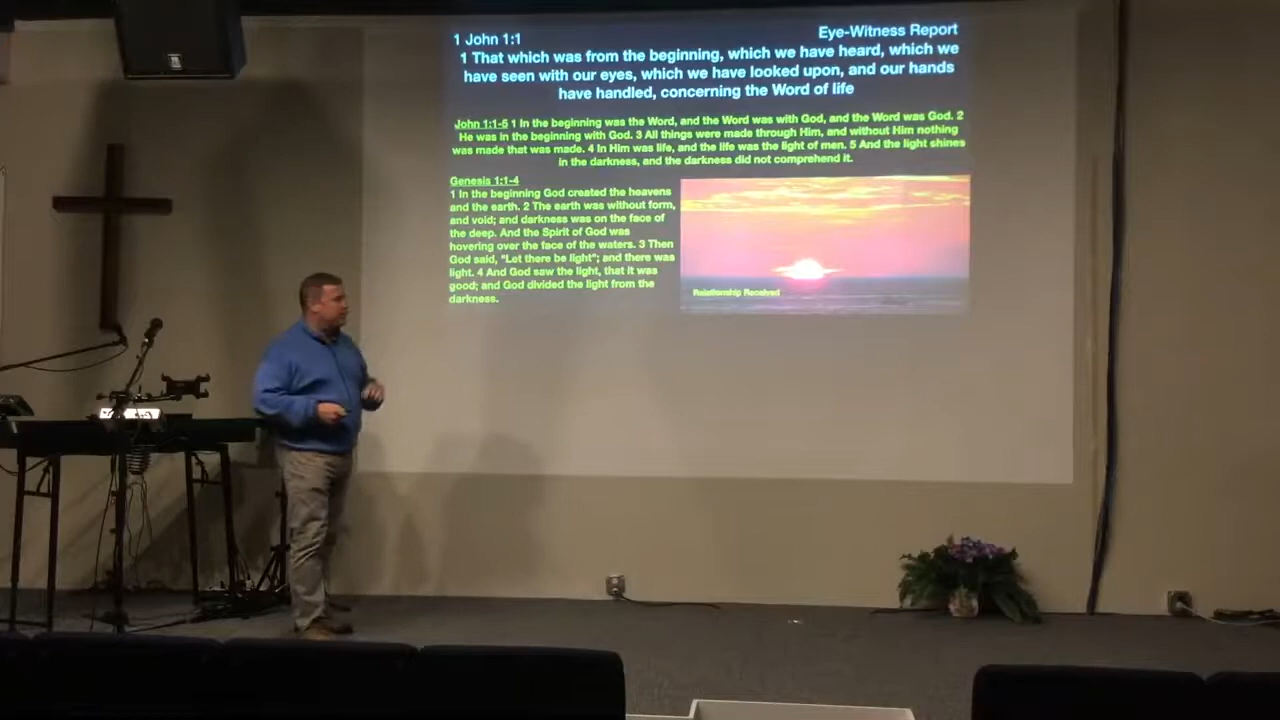 1 John 1:1 Eye-Witness Report
1 That which was from the beginning, which we have heard, which we
have seen with our eyes, which we have looked upon, and our hands
have handled, concerning the Word of life
John 1:1-5 1 In the beginning was the Word, and the Word was with God, and the Word was God. 2
He was in the beginning with God. 3 All things were made through Him, and without Him nothing
was made that was made. 4 In Him was life, and the life was the light of men. 5 And the light shines
in the darkness, and the darkness did not comprehend it.
Genesis 1:1-4
1 In the beginning God created the heavens
and the earth. 2 The earth was without form,
and void; and darkness was on the face of
the deep. And the Spirit of God was
hovering over the face of the waters. 3 Then
God said, "Let there be light"; and there was
light. 4 And God saw the light, that it was
good; and God divided the light from the
darkness.
Relationship Received